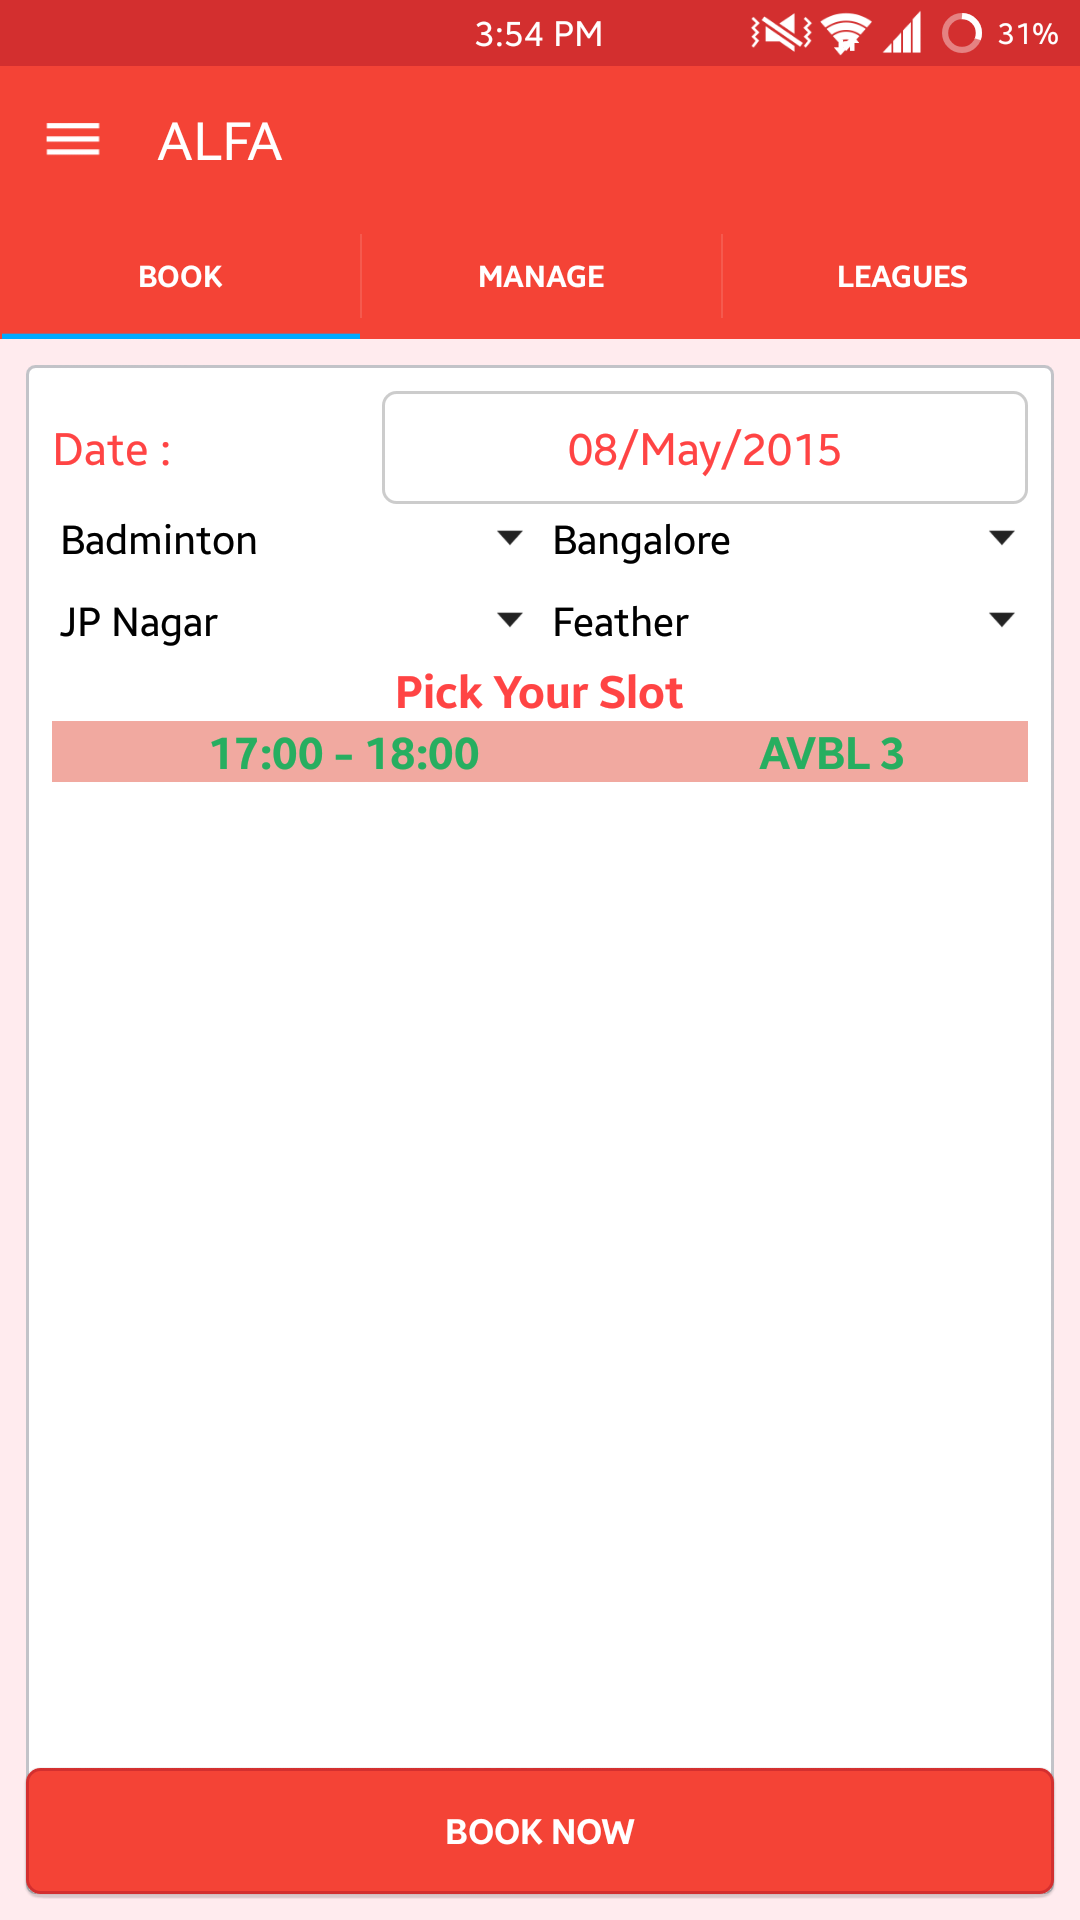 3:54 PM 31%
ALFA
BOOK MANAGE LEAGUES
Date : 08/May/2015
Badminton Bangalore
JP Nagar Feather
Pick Your Slot
17:00 - 18:00 AVBL 3
BOOK NOW